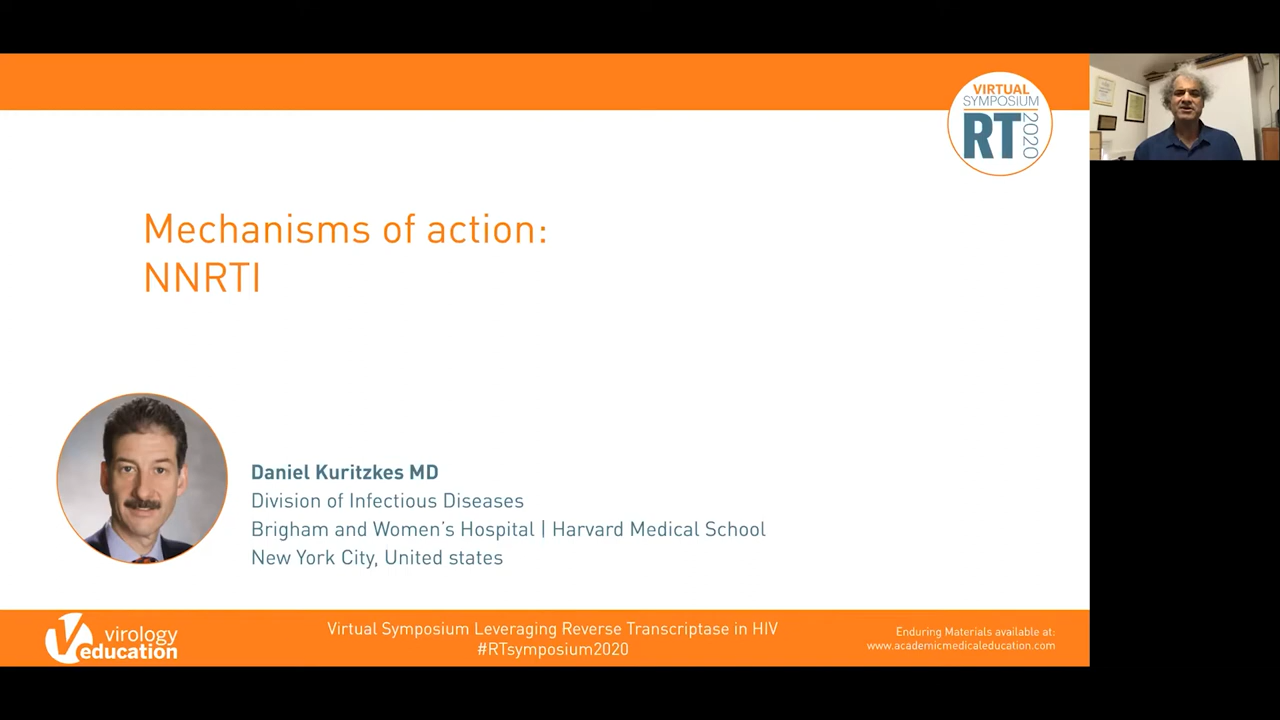 VIRTUAL
SYMPOSIUM
RT 2020
Mechanisms of action:
NNRTI
Daniel Kuritzkes MD
Division of Infectious Diseases
Brigham and Women's Hospital | Harvard Medical School
New York City, United states
virology
education
Virtual Symposium Leveraging Reverse Transcriptase in HIV
#RTsymposium2020
Enduring Materials available at:
www.academicmedicaleducation.com